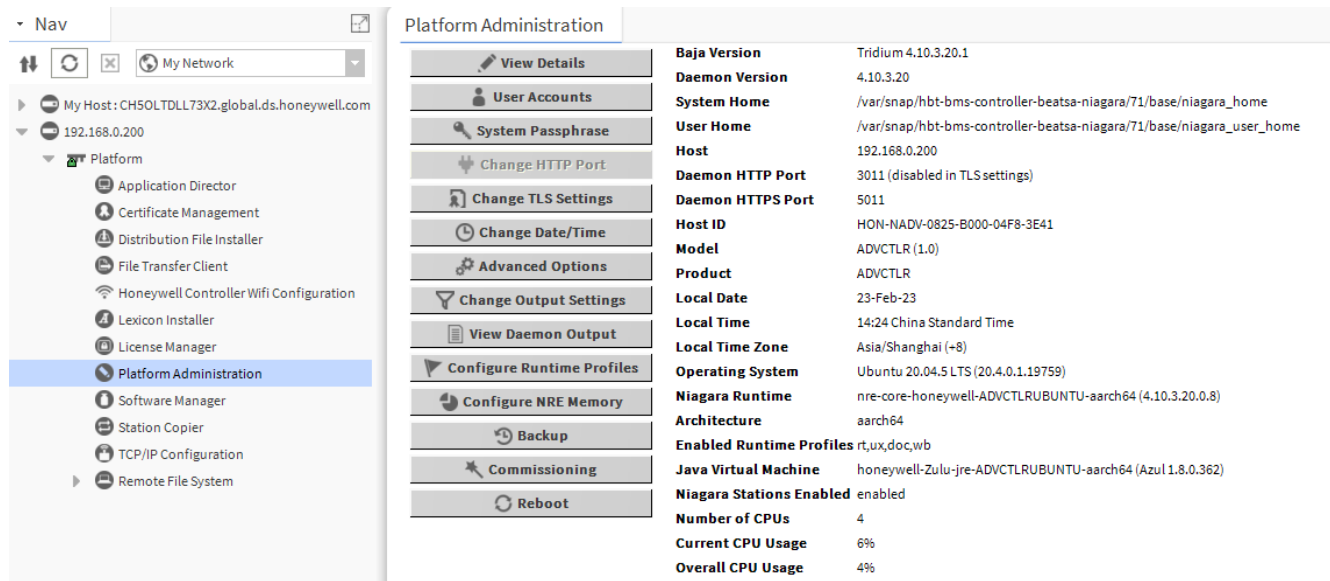 Nav
My Network
My Host : CH5OLTDLL73X2.global.ds.honeywell.com
192.168.0.200
Platform
Application Director
Certificate Management
Distribution File Installer
File Transfer Client
Honeywell Controller Wifi Configuration
Lexicon Installer
License Manager
Platform Administration
Software Manager
Station Copier
TCP/IP Configuration
Remote File System
Platform Administration
View Details
User Accounts
System Passphrase
Change HTTP Port
Change TLS Settings
Change Date/Time
Advanced Options
Change Output Settings
View Daemon Output
Configure Runtime Profiles
Configure NRE Memory
Backup
Commissioning
Reboot
Baja Version Tridium 4.10.3.20.1
Daemon Version 4.10.3.20
System Home /var/snap/hbt-bms-controller-beatsa-niagara/71/base/niagara_home
User Home /var/snap/hbt-bms-controller-beatsa-niagara/71/base/niagara_user_home
Host 192.168.0.200
Daemon HTTP Port 3011 (disabled in TLS settings)
Daemon HTTPS Port 5011
Host ID HON-NADV-0825-B000-04F8-3E41
Model ADVCTLR (1.0)
Product ADVCTLR
Local Date 23-Feb-23
Local Time 14:24 China Standard Time
Local Time Zone Asia/Shanghai (+8)
Operating System Ubuntu 20.04.5 LTS (20.4.0.1.19759)
Niagara Runtime nre-core-honeywell-ADVCTLRUBUNTU-aarch64 (4.10.3.20.0.8)
Architecture aarch64
Enabled Runtime Profiles rt,ux,doc,wb
Java Virtual Machine honeywell-Zulu-jre-ADVCTLRUBUNTU-aarch64 (Azul 1.8.0.362)
Niagara Stations Enabled enabled
Number of CPUs 4
Current CPU Usage 6%
Overall CPU Usage 4%